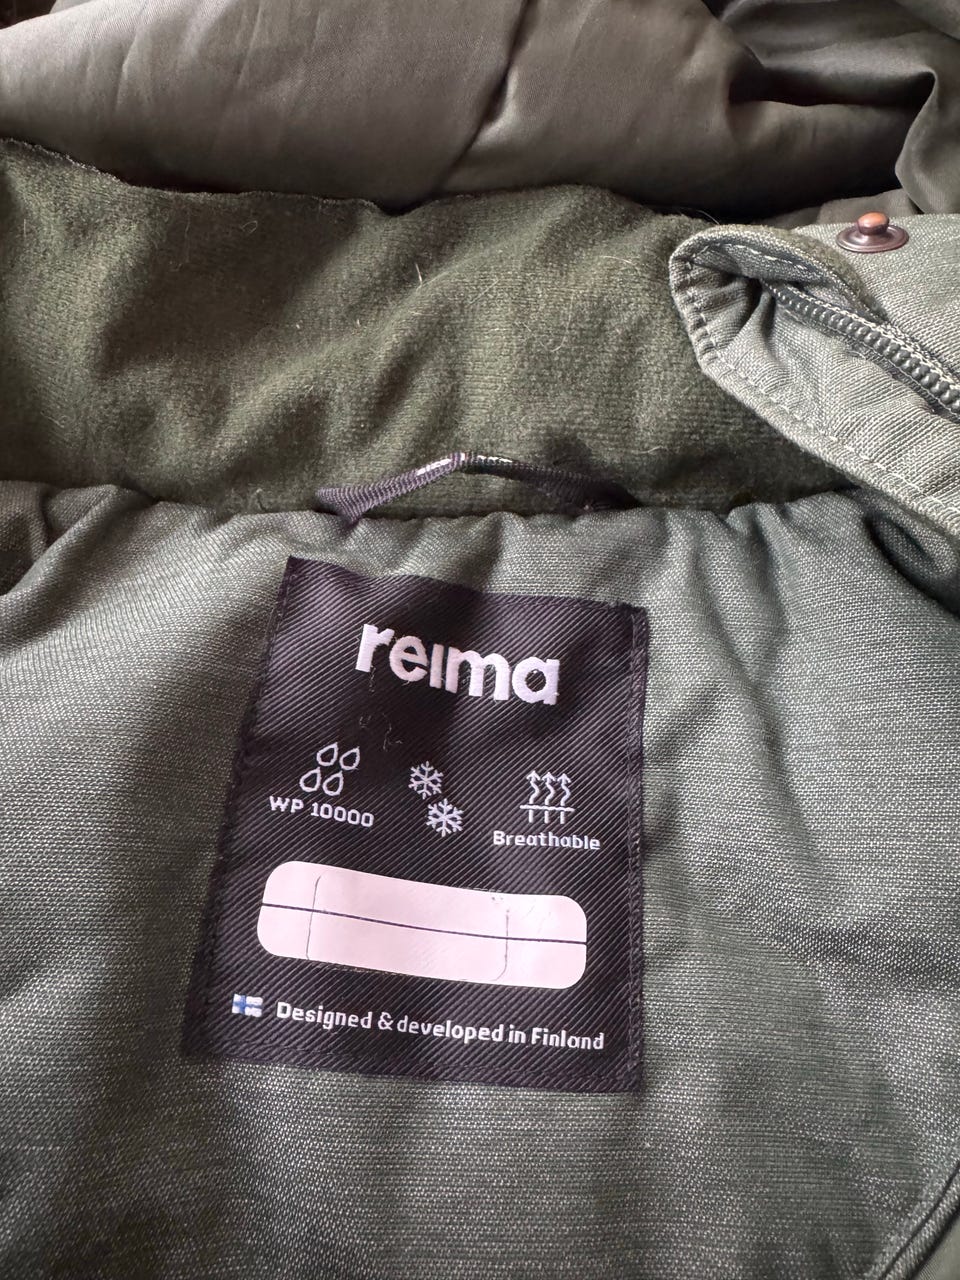 reima
WP 10000
Breathable
Designed & developed in Finland